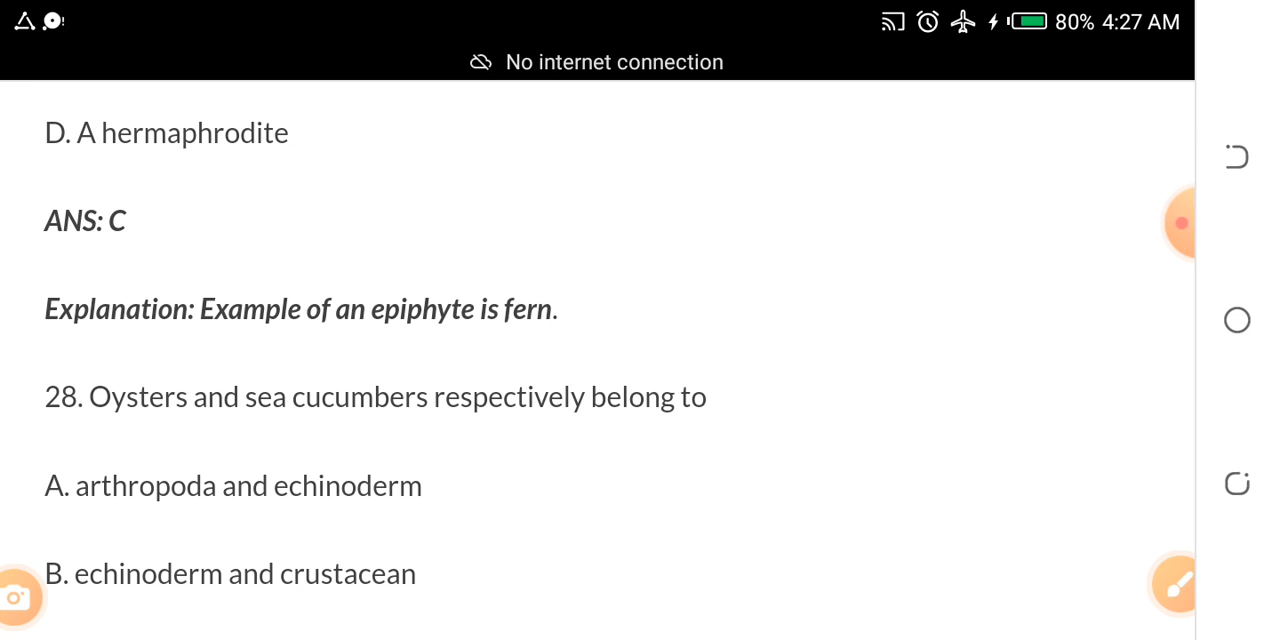 80% 4:27 AM
No internet connection
D. A hermaphrodite
ANS: C
Explanation: Example of an epiphyte is fern.
28. Oysters and sea cucumbers respectively belong to
A. arthropoda and echinoderm
B. echinoderm and crustacean